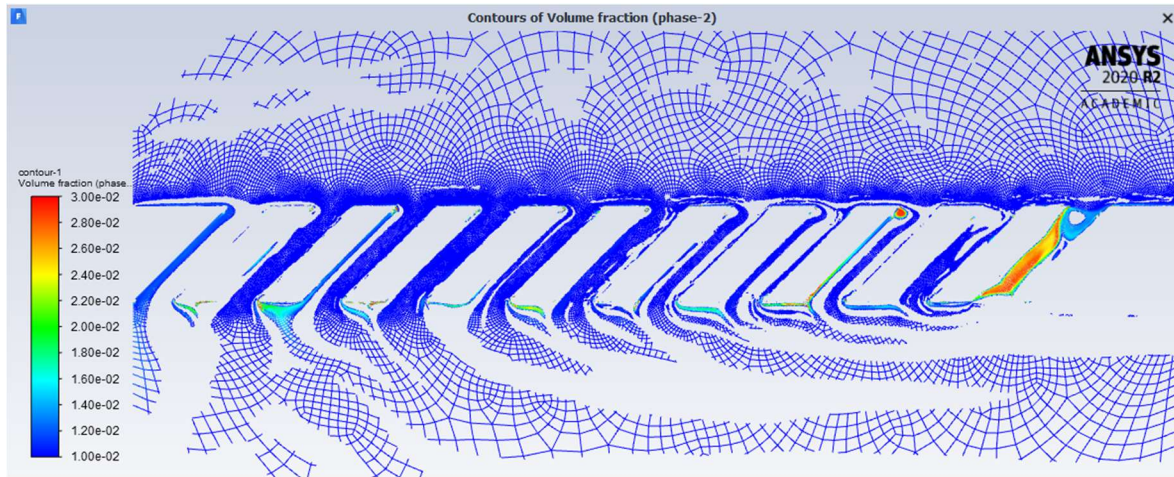 F
Contours of Volume fraction (phase-2)
×
ANSYS
2020 R2
ACADEMIC
contour-1
Volume fraction (phase...
3.00e-02
2.80e-02
2.60e-02
2.40e-02
2.20e-02
2.00e-02
1.80e-02
1.60e-02
1.40e-02
1.20e-02
1.00e-02